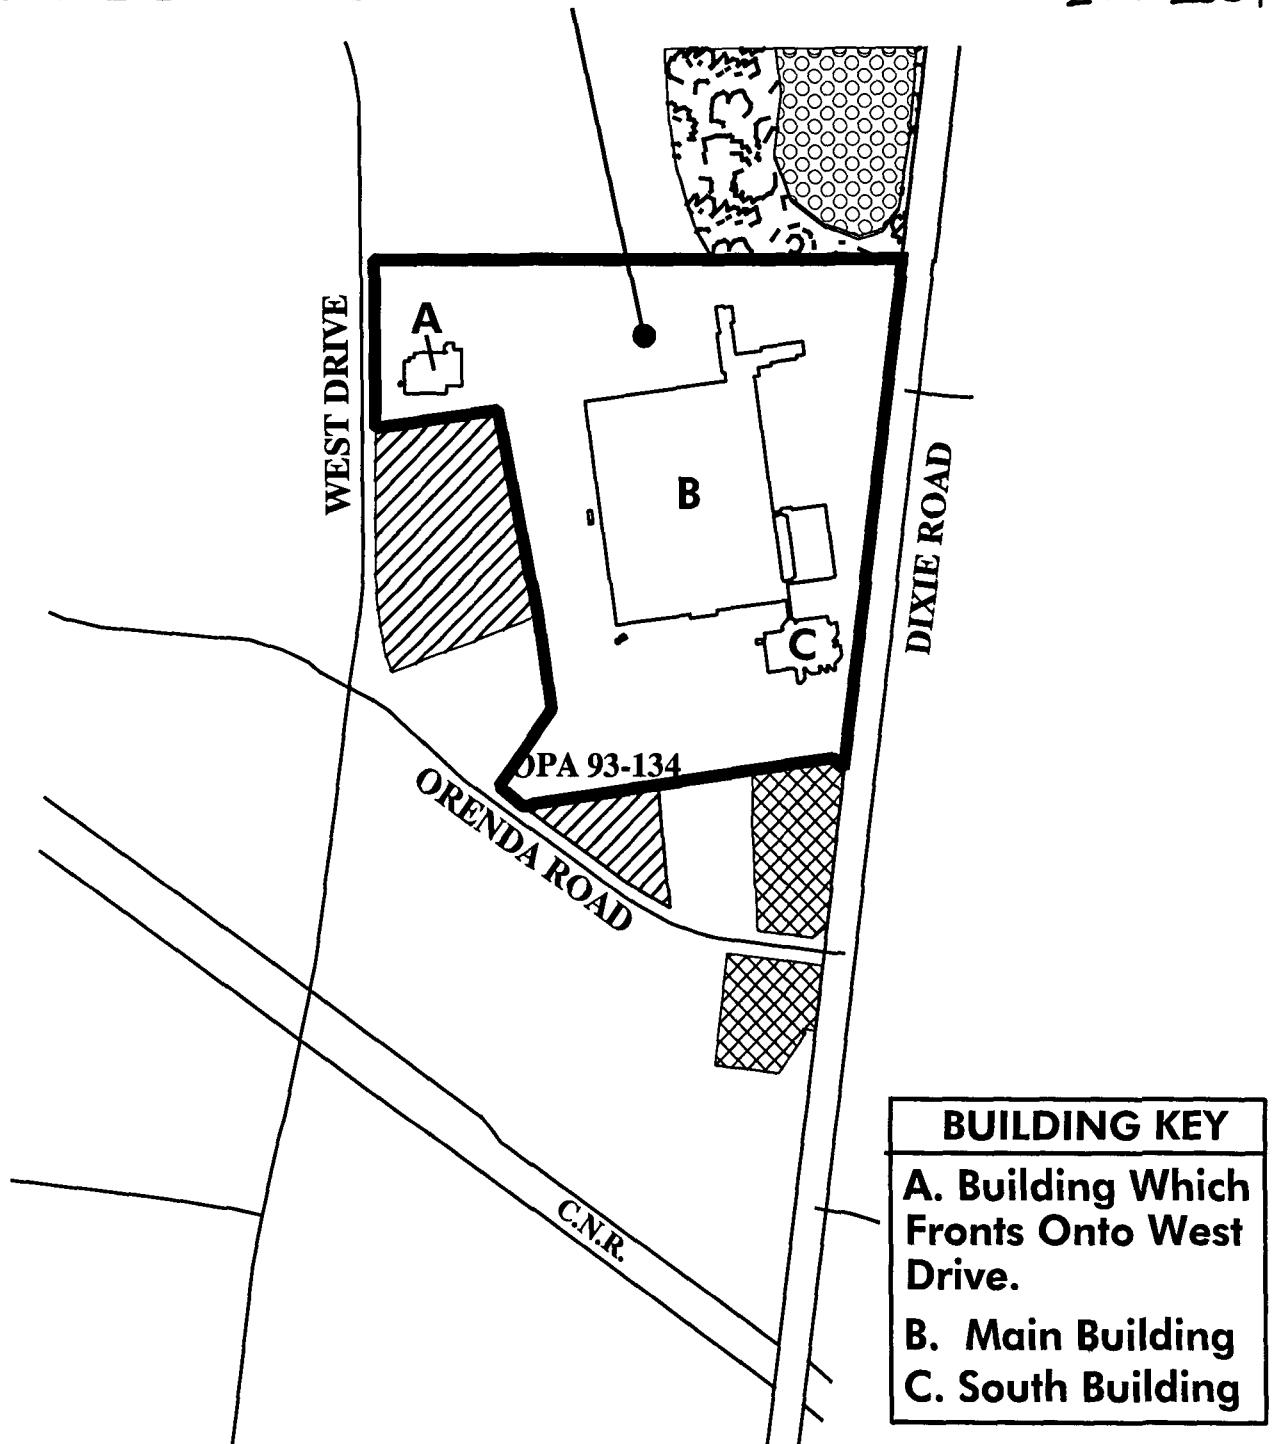 A
WEST DRIVE
B
DIXIE ROAD
C
OPA 93-134
ORENDA ROAD
C.N.R.
BUILDING KEY
A. Building Which
Fronts Onto West
Drive.
B. Main Building
C. South Building